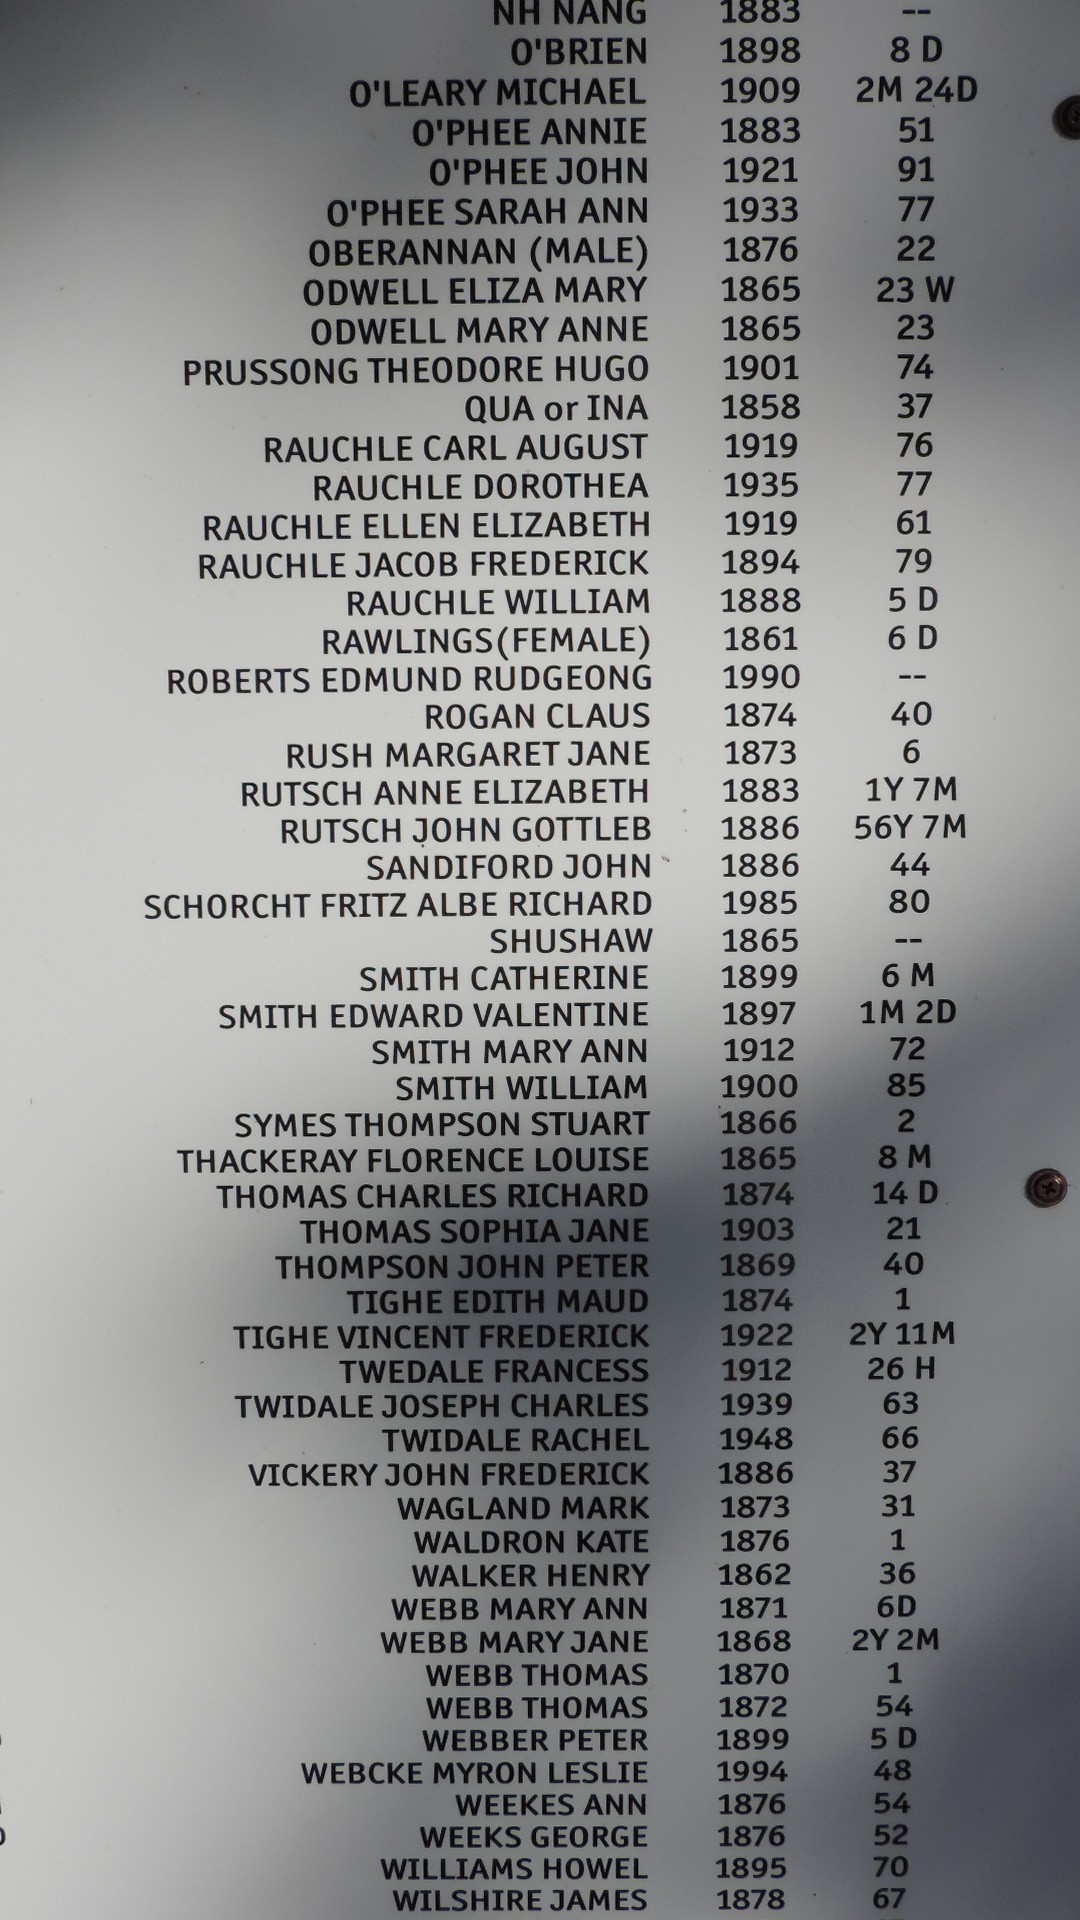 NH NANG 1883 --
O'BRIEN 1898 8 D
O'LEARY MICHAEL 1909 2M 24D
O'PHEE ANNIE 1883 51
O'PHEE JOHN 1921 91
O'PHEE SARAH ANN 1933 77
OBERANNAN (MALE) 1876 22
ODWELL ELIZA MARY 1865 23 W
ODWELL MARY ANNE 1865 23
PRUSSONG THEODORE HUGO 1901 74
QUA or INA 1858 37
RAUCHLE CARL AUGUST 1919 76
RAUCHLE DOROTHEA 1935 77
RAUCHLE ELLEN ELIZABETH 1919 61
RAUCHLE JACOB FREDERICK 1894 79
RAUCHLE WILLIAM 1888 5 D
RAWLINGS(FEMALE) 1861 6 D
ROBERTS EDMUND RUDGEONG 1990 --
ROGAN CLAUS 1874 40
RUSH MARGARET JANE 1873 6
RUTSCH ANNE ELIZABETH 1883 1Y 7M
RUTSCH JOHN GOTTLEB 1886 56Y 7M
SANDIFORD JOHN 1886 44
SCHORCHT FRITZ ALBE RICHARD 1985 80
SHUSHAW 1865 --
SMITH CATHERINE 1899 6 M
SMITH EDWARD VALENTINE 1897 1M 2D
SMITH MARY ANN 1912 72
SMITH WILLIAM 1900 85
SYMES THOMPSON STUART 1866 2
THACKERAY FLORENCE LOUISE 1865 8 M
THOMAS CHARLES RICHARD 1874 14 D
THOMAS SOPHIA JANE 1903 21
THOMPSON JOHN PETER 1869 40
TIGHE EDITH MAUD 1874 1
TIGHE VINCENT FREDERICK 1922 2Y 11M
TWEDALE FRANCESS 1912 26 H
TWIDALE JOSEPH CHARLES 1939 63
TWIDALE RACHEL 1948 66
VICKERY JOHN FREDERICK 1886 37
WAGLAND MARK 1873 31
WALDRON KATE 1876 1
WALKER HENRY 1862 36
WEBB MARY ANN 1871 6D
WEBB MARY JANE 1868 2Y 2M
WEBB THOMAS 1870 1
WEBB THOMAS 1872 54
WEBBER PETER 1899 5 D
WEBCKE MYRON LESLIE 1994 48
WEEKES ANN 1876 54
WEEKS GEORGE 1876 52
WILLIAMS HOWEL 1895 70
WILSHIRE JAMES 1878 67